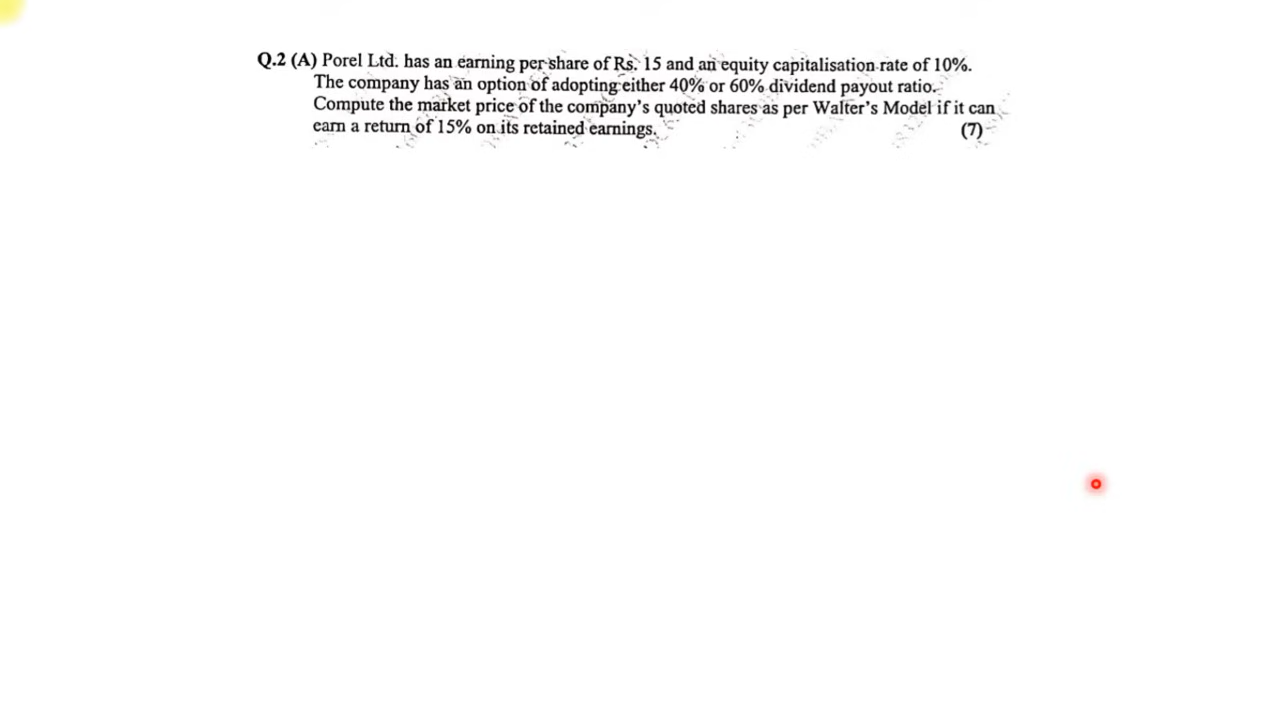 Q.2 (A) Porel Ltd. has an earning per share of Rs. 15 and an equity capitalisation rate of 10%.
The company has an option of adopting either 40% or 60% dividend payout ratio.
Compute the market price of the company's quoted shares as per Walter's Model if it can
earn a return of 15% on its retained earnings. (7)